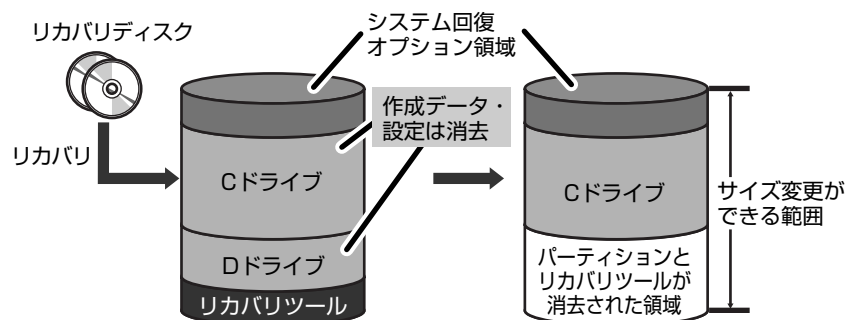 リカバリディスク
システム回復
オプション領域
作成データ・
設定は消去
リカバリ
Cドライブ
Dドライブ
リカバリツール
Cドライブ
パーティションと
リカバリツールが
消去された領域
サイズ変更が
できる範囲